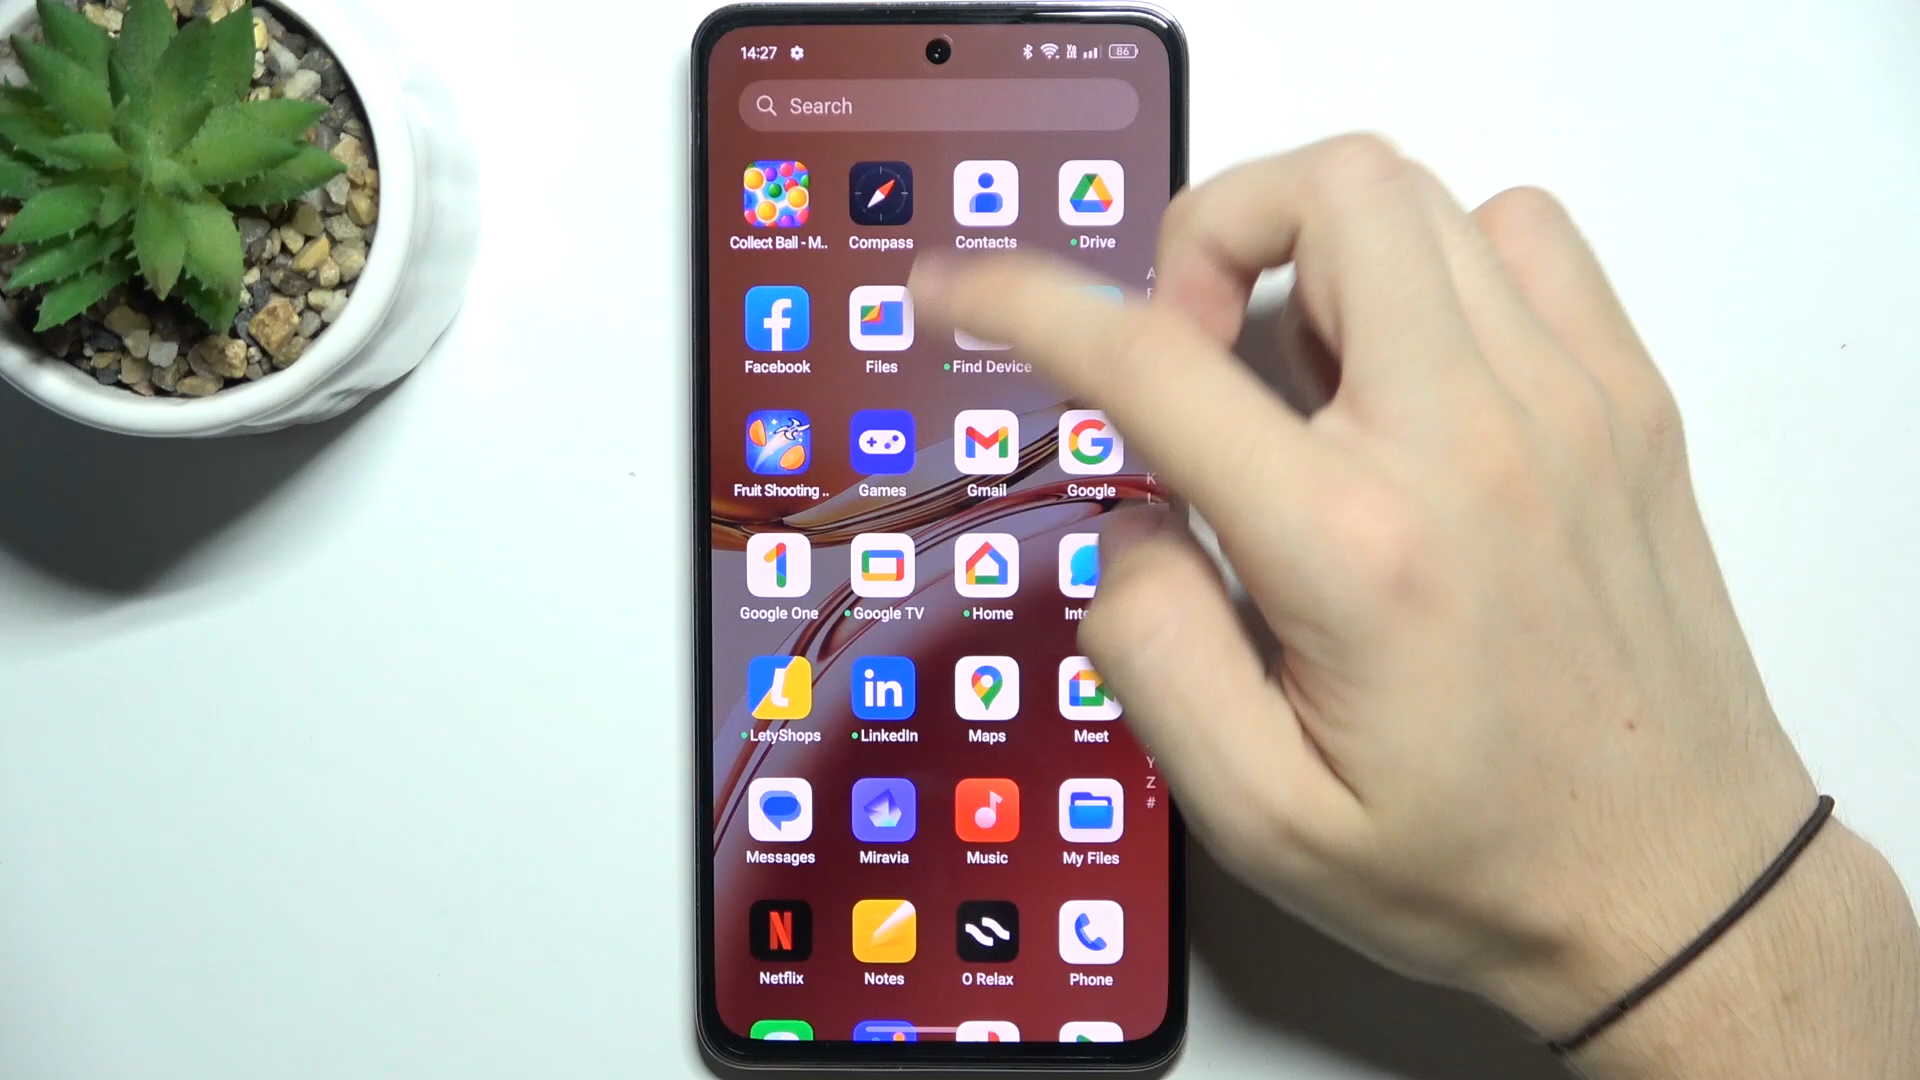 14:27 86
Search
Collect Ball - M.. Compass Contacts Drive
A
Facebook Files Find Device
Fruit Shooting .. Games Gmail Google
K
L
Google One Google TV Home
LetyShops LinkedIn Maps Meet
Y
Z
#
Messages Miravia Music My Files
Netflix Notes O Relax Phone